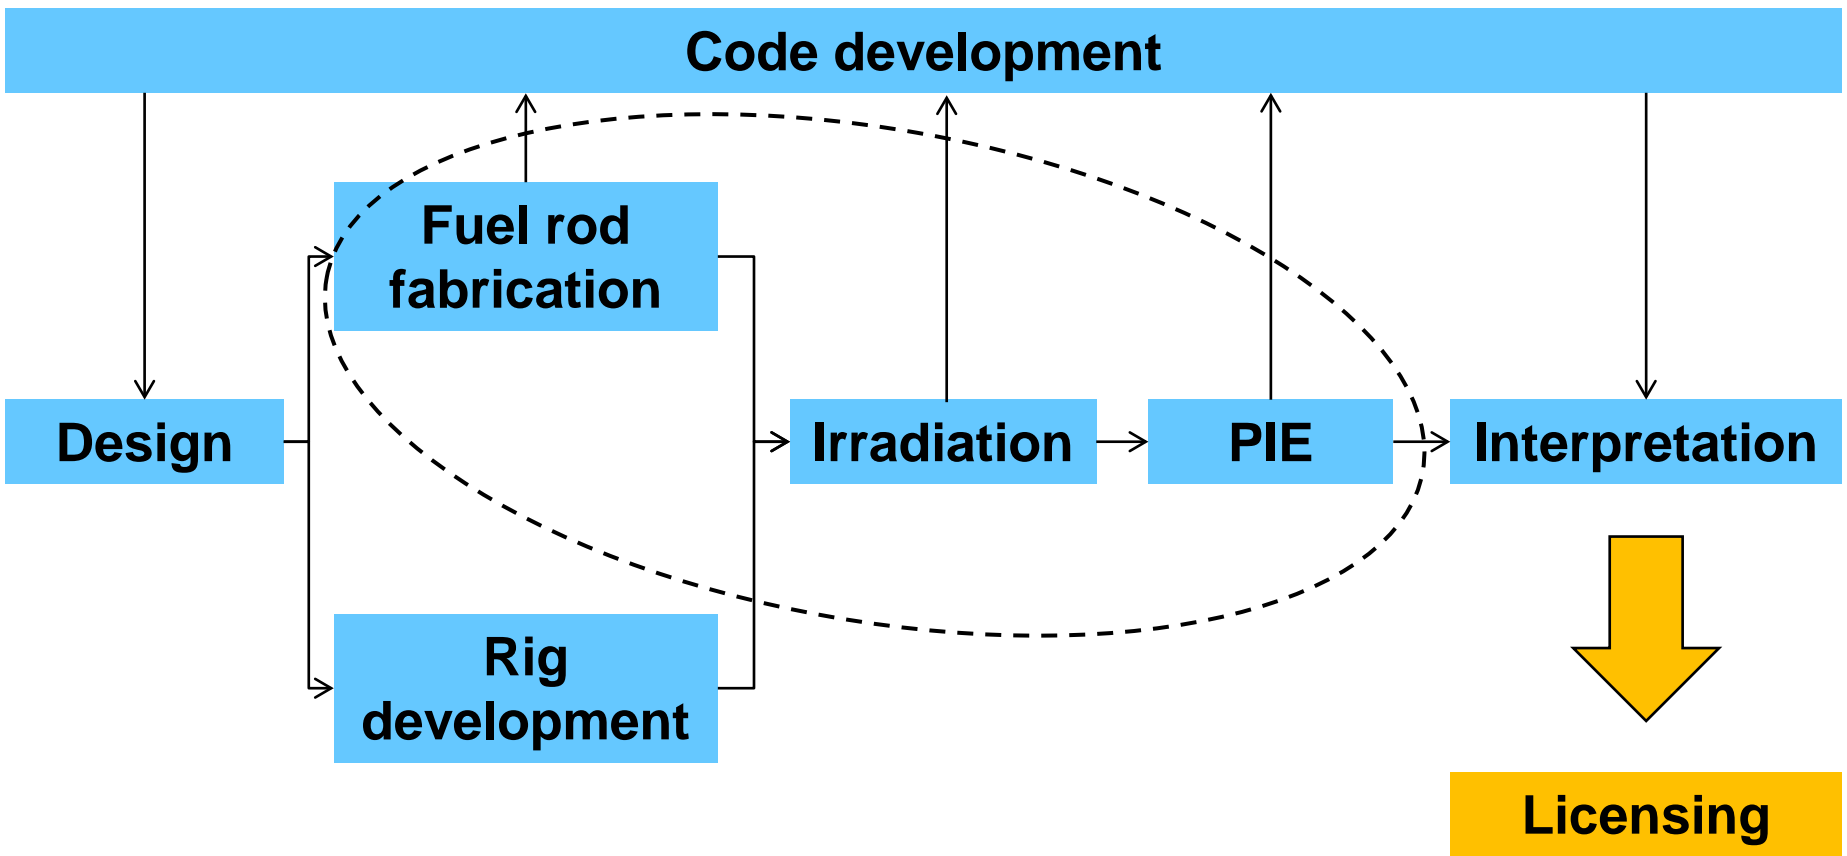 Code development
Fuel rod
fabrication
Design
Irradiation
PIE
Interpretation
Rig
development
Licensing